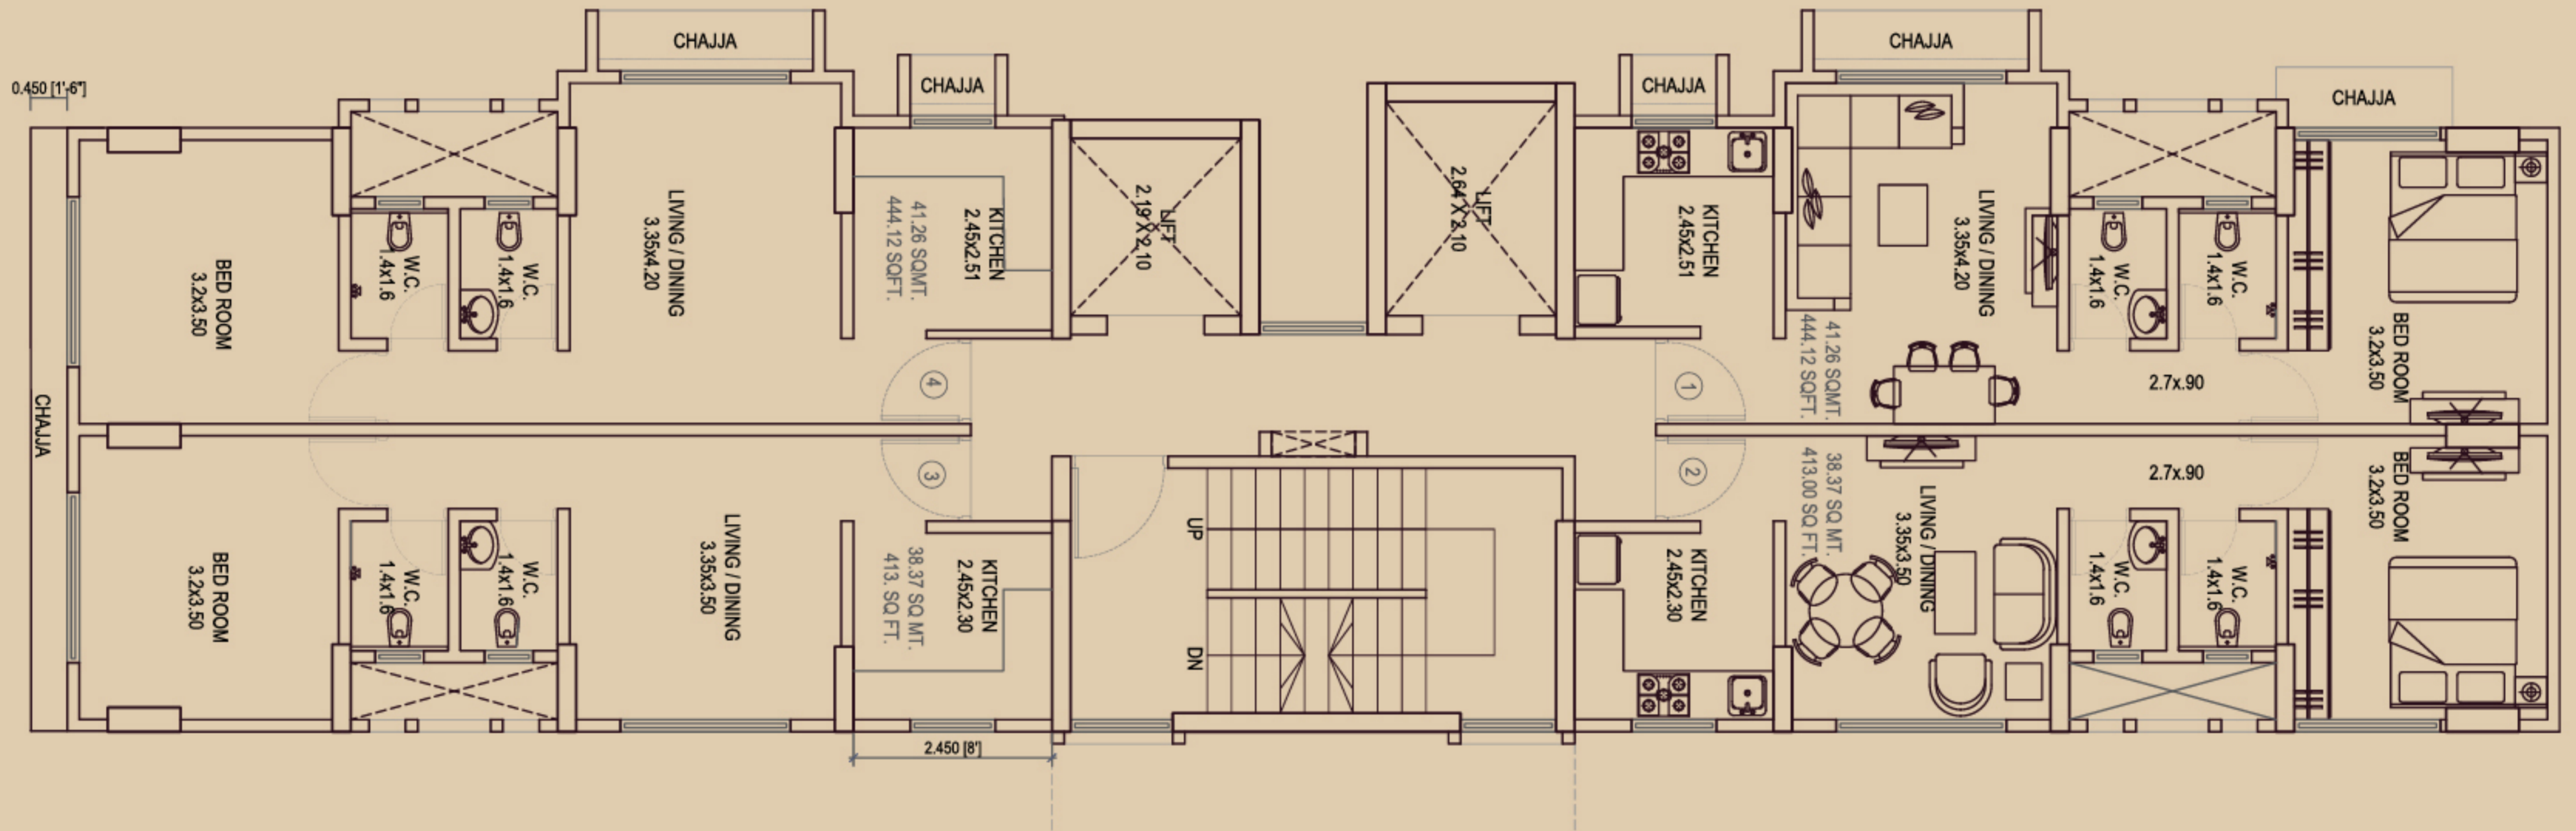 CHAJJA
CHAJJA
CHAJJA
CHAJJA
CHAJJA
0.450 [1'-6"]
CHAJJA
BED ROOM
3.2x3.50
W.C.
1.4x1.6
W.C.
1.4x1.6
LIVING / DINING
3.35x4.20
KITCHEN
2.45x2.51
41.26 SQMT.
444.12 SQFT.
LIFT
2.19 X 2.10
LIFT
2.64 X 2.10
KITCHEN
2.45x2.51
LIVING / DINING
3.35x4.20
41.26 SQMT.
444.12 SQFT.
W.C.
1.4x1.6
W.C.
1.4x1.6
BED ROOM
3.2x3.50
2.7x.90
4
1
3
2
BED ROOM
3.2x3.50
W.C.
1.4x1.6
W.C.
1.4x1.6
LIVING / DINING
3.35x3.50
KITCHEN
2.45x2.30
38.37 SQ MT.
413. SQ FT.
UP
DN
KITCHEN
2.45x2.30
38.37 SQ MT.
413.00 SQ FT.
LIVING / DINING
3.35x3.50
W.C.
1.4x1.6
W.C.
1.4x1.6
2.7x.90
BED ROOM
3.2x3.50
2.450 [8']